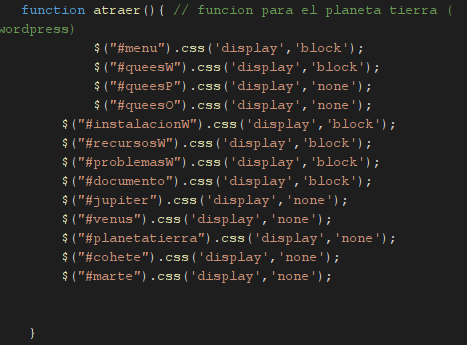 function atraer(){ // funcion para el planeta tierra (
wordpress)
$("#menu").css('display','block');
$("#queesW").css('display','block');
$("#queesP").css('display','none');
$("#queesO").css('display','none');
$("#instalacionW").css('display','block');
$("#recursosW").css('display','block');
$("#problemasW").css('display','block');
$("#documento").css('display','block');
$("#jupiter").css('display','none');
$("#venus").css('display','none');
$("#planetatierra").css('display','none');
$("#cohete").css('display','none');
$("#marte").css('display','none');
}